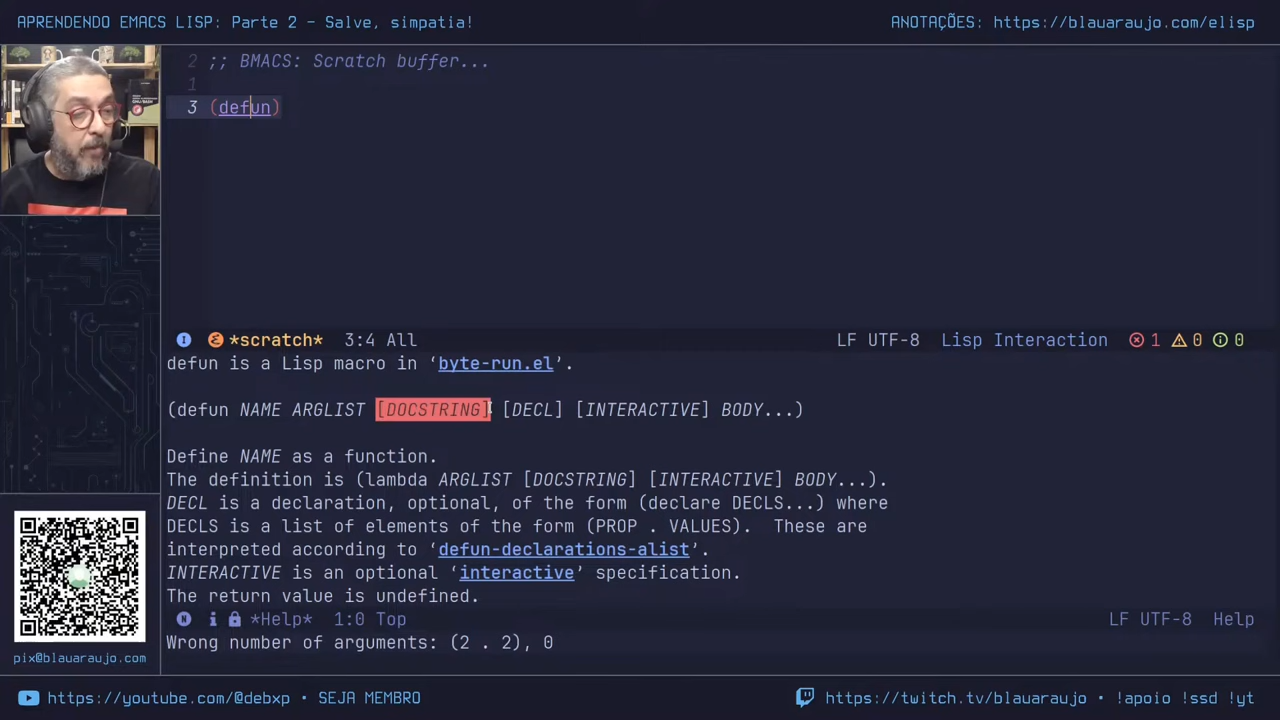 APRENDENDO EMACS LISP: Parte 2 - Salve, simpatia!
ANOTAÇÕES: https://blauaraujo.com/elisp
2 ;; BMACS: Scratch buffer...
1
3 (defun)
*scratch* 3:4 All LF UTF-8 Lisp Interaction 1 0 0
defun is a Lisp macro in ‘byte-run.el’.
(defun NAME ARGLIST [DOCSTRING] [DECL] [INTERACTIVE] BODY...)
Define NAME as a function.
The definition is (lambda ARGLIST [DOCSTRING] [INTERACTIVE] BODY...).
DECL is a declaration, optional, of the form (declare DECLS...) where
DECLS is a list of elements of the form (PROP . VALUES).  These are
interpreted according to ‘defun-declarations-alist’.
INTERACTIVE is an optional ‘interactive’ specification.
The return value is undefined.
N *Help* 1:0 Top LF UTF-8 Help
Wrong number of arguments: (2 . 2), 0
pix@blauaraujo.com
https://youtube.com/@debxp • SEJA MEMBRO
https://twitch.tv/blauaraujo • !apoio !ssd !yt